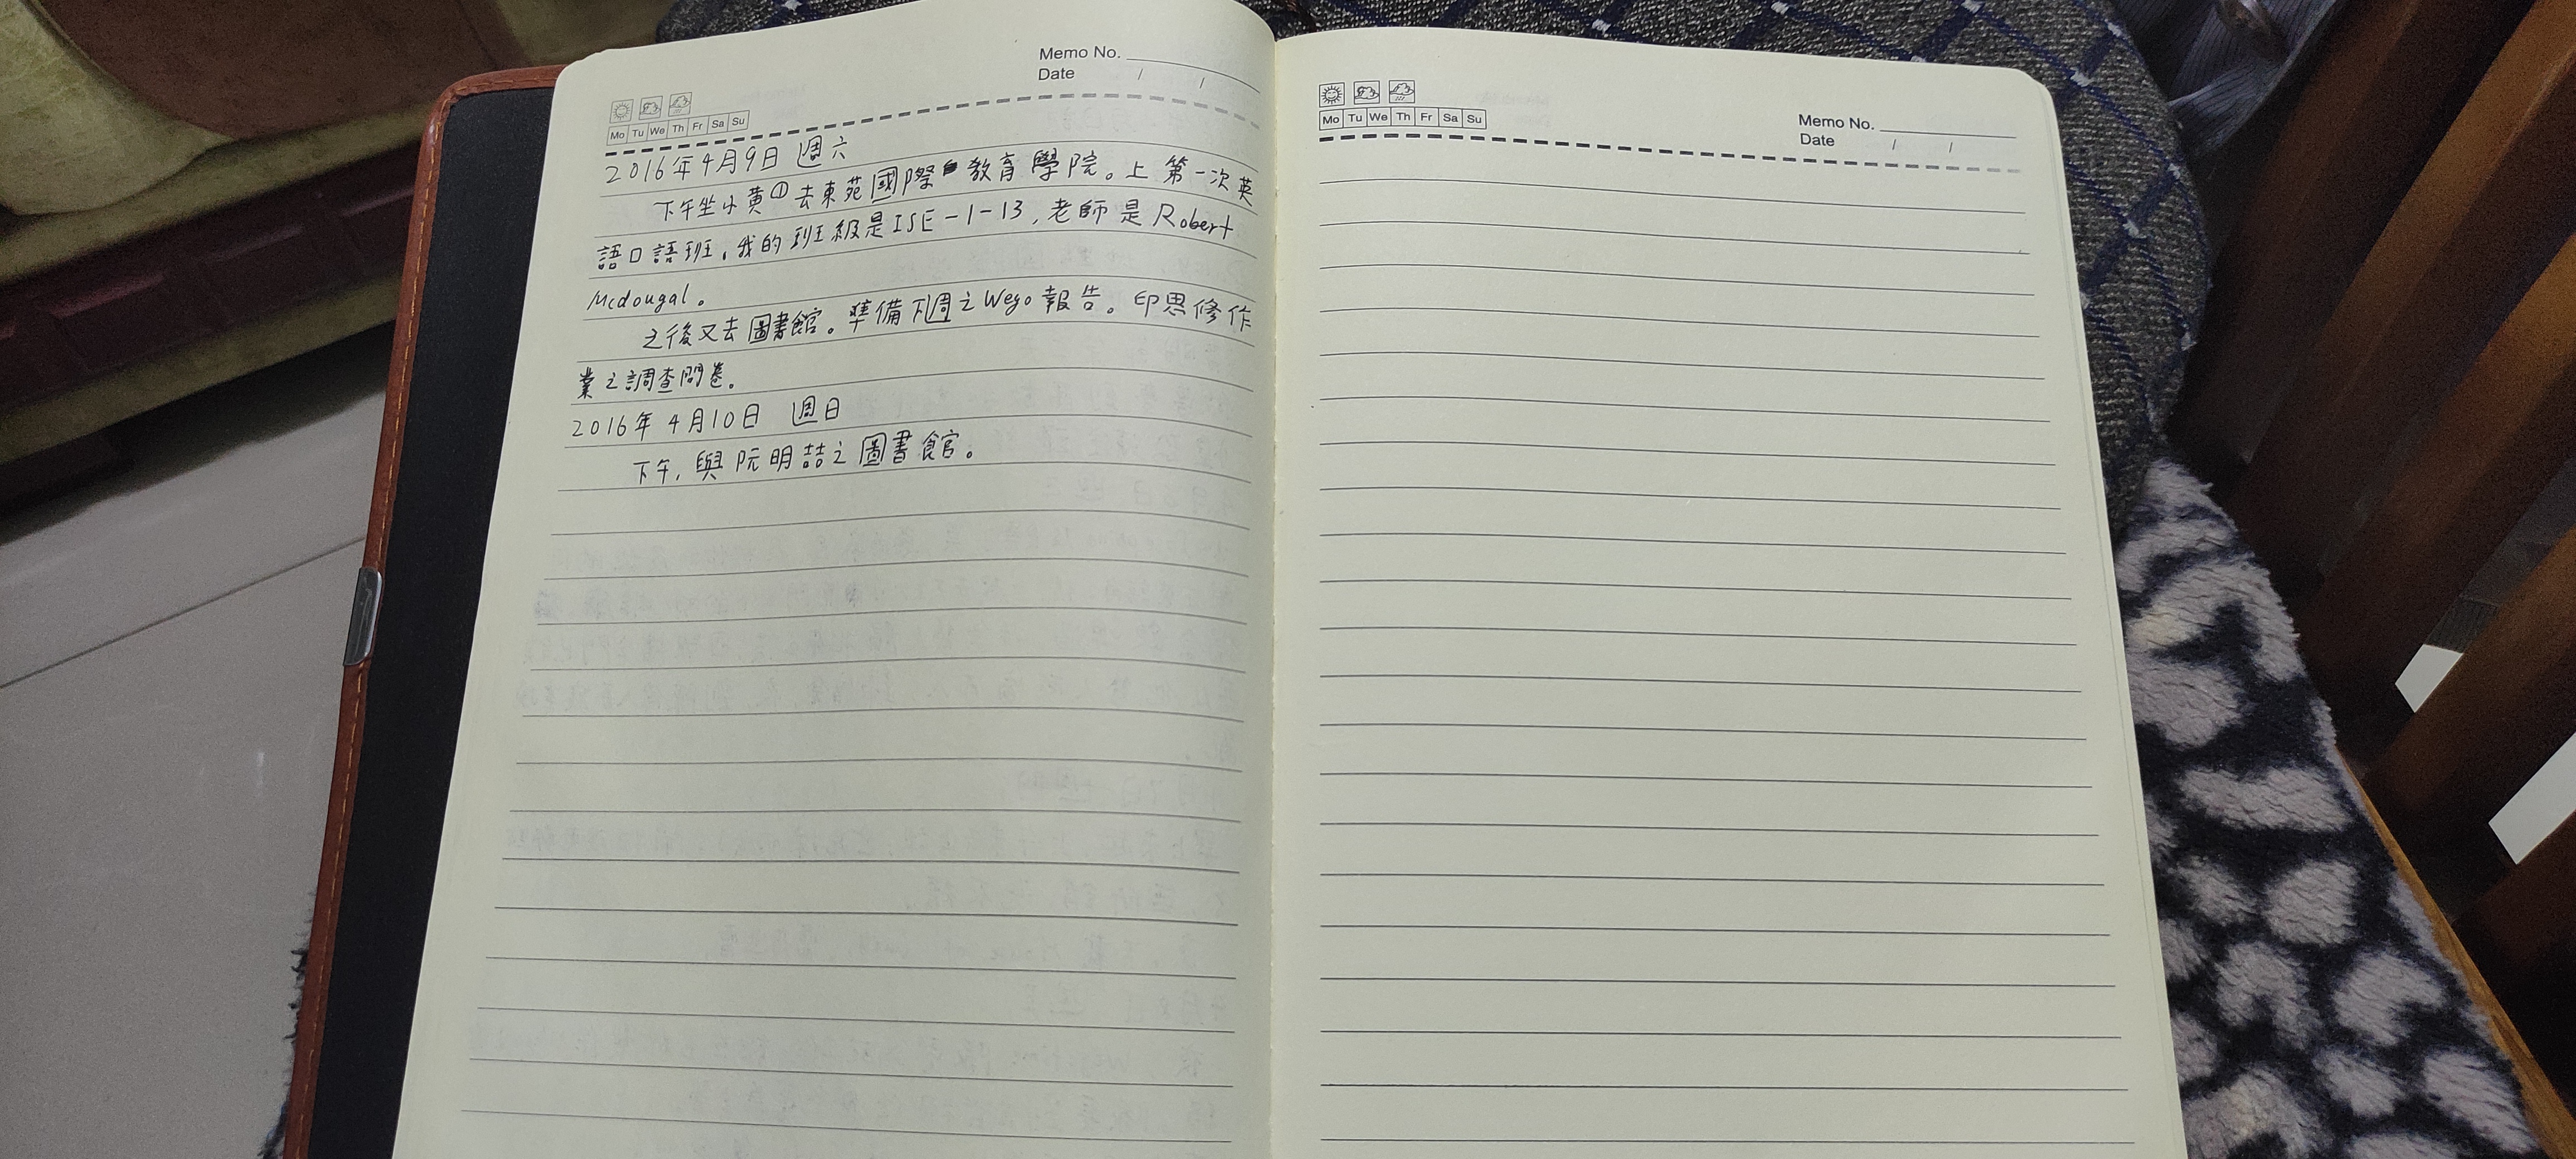 Memo No.
Date / /
Mo Tu We Th Fr Sa Su
2016年4月9日 週六
下午坐小黄①去東苑國際教育學院。上第一次英
語口語班,我的班級是ISE-1-13,老師是Robert
Mcdougal。
之後又去圖書館。準備下週之Wego報告。印思修作
業之調查問卷。
2016年4月10日 週日
下午,與阮明喆之圖書館。
Memo No.
Date / /
Mo Tu We Th Fr Sa Su